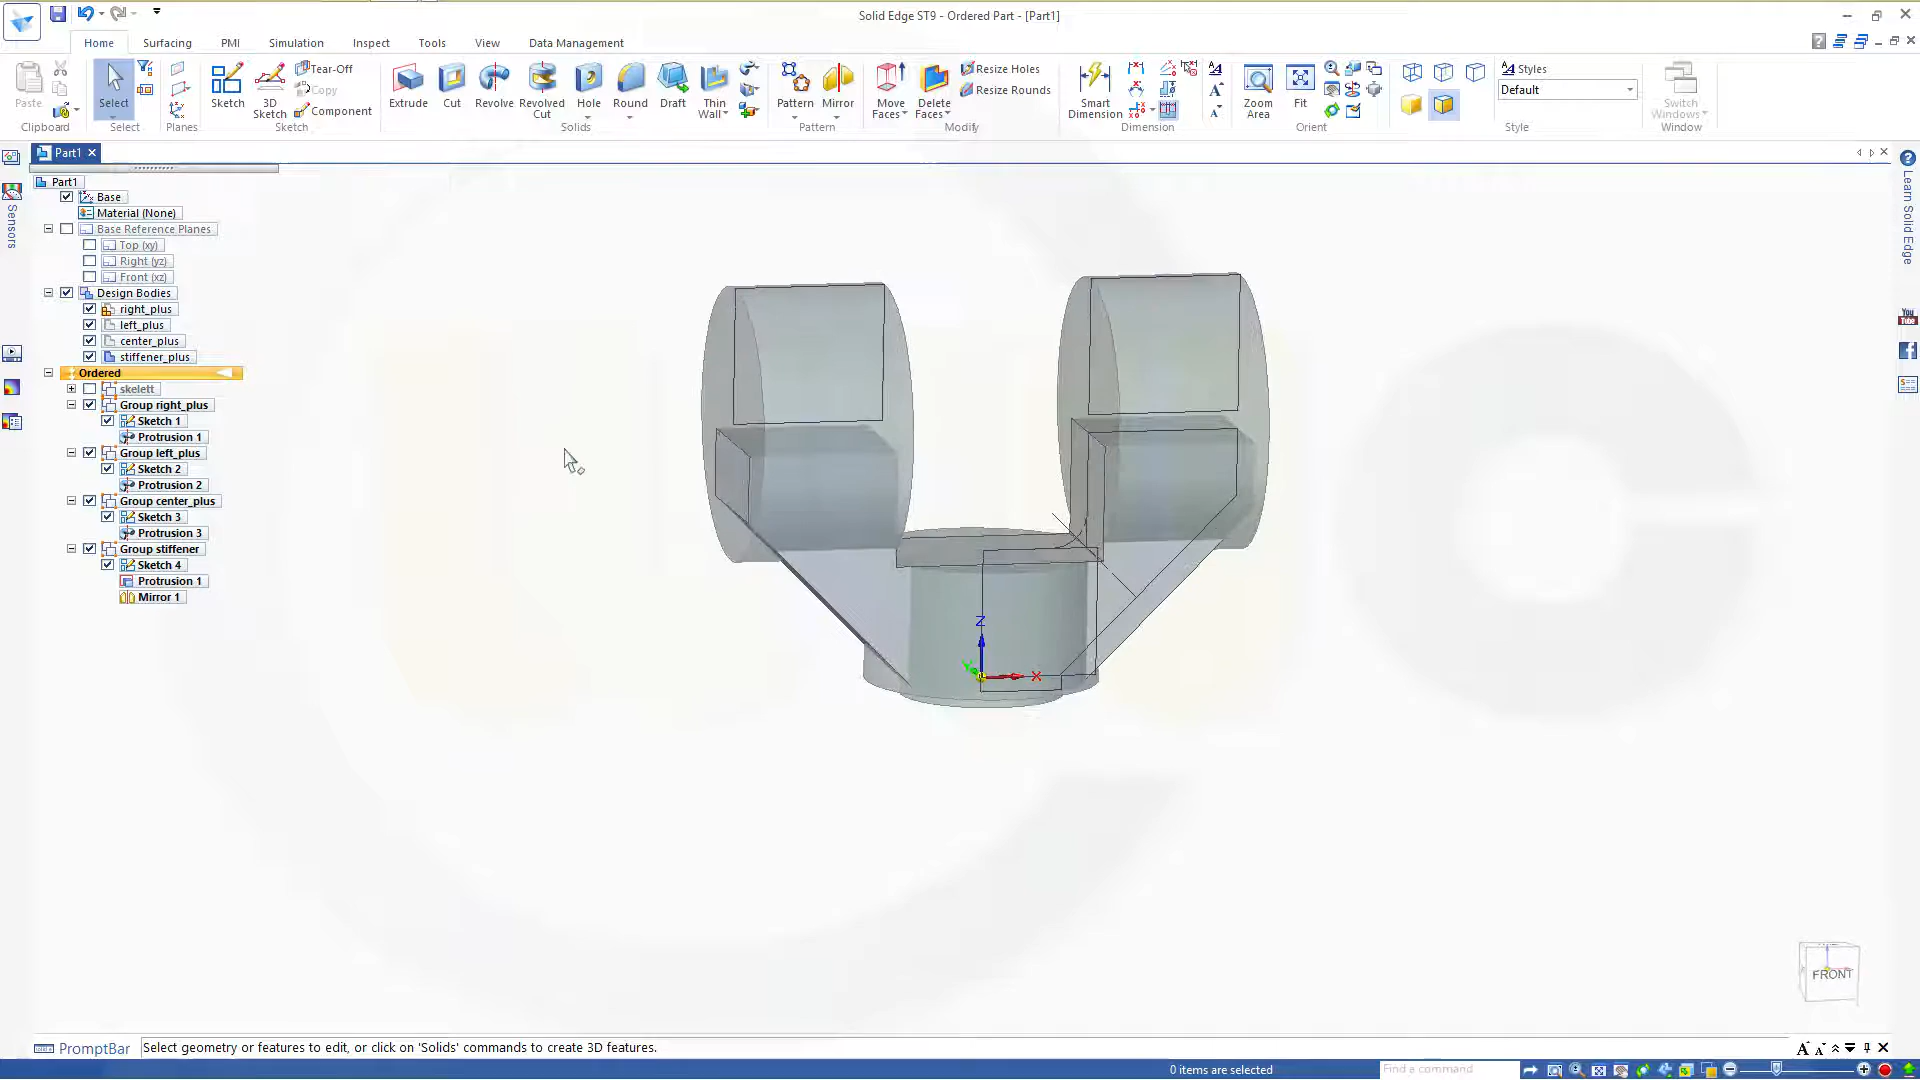 Solid Edge ST9 - Ordered Part - [Part1]
Home Surfacing PMI Simulation Inspect Tools View Data Management
Paste Select Sketch 3D Sketch Tear-Off Copy Component Extrude Cut Revolve Revolved Cut Hole Round Draft Thin Wall Pattern Mirror Move Faces Delete Faces Resize Holes Resize Rounds Smart Dimension Zoom Area Fit Styles Default Switch Windows
Clipboard Select Planes Sketch Solids Pattern Modify Dimension Orient Style Window
Part1
Part1
Base
Material (None)
Base Reference Planes
Top (xy)
Right (yz)
Front (xz)
Design Bodies
right_plus
left_plus
center_plus
stiffener_plus
Ordered
skelett
Group right_plus
Sketch 1
Protrusion 1
Group left_plus
Sketch 2
Protrusion 2
Group center_plus
Sketch 3
Protrusion 3
Group stiffener
Sketch 4
Protrusion 1
Mirror 1
Sensors
Learn Solid Edge
You Tube
Z
X
Y
FRONT
PromptBar Select geometry or features to edit, or click on 'Solids' commands to create 3D features.
0 items are selected Find a command